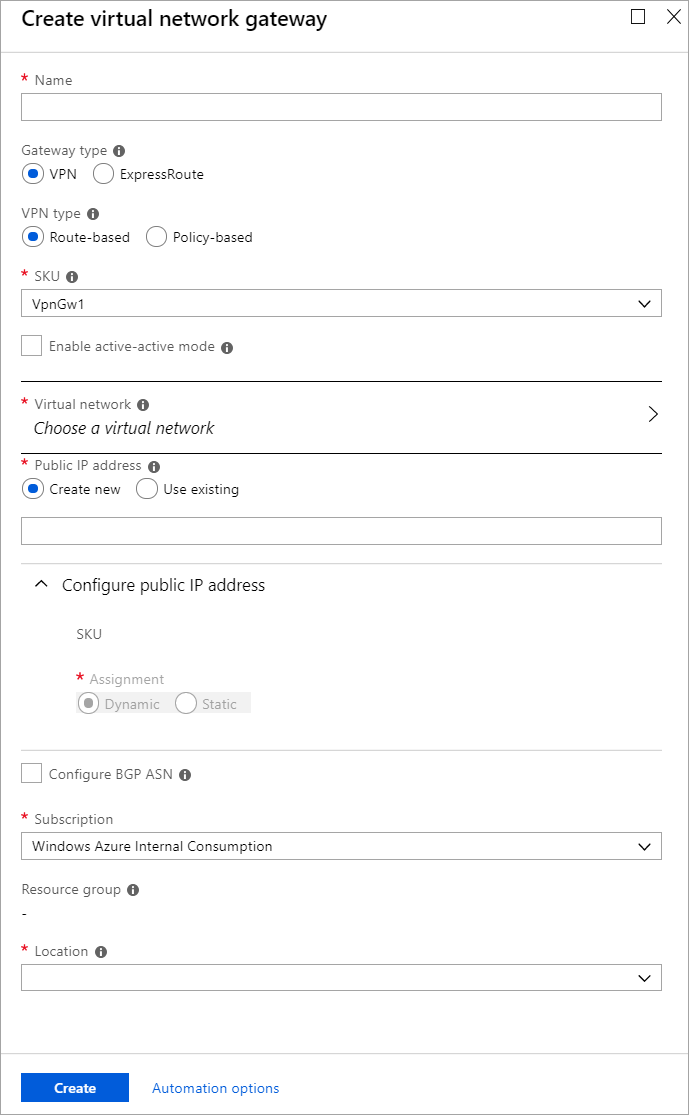 Create virtual network gateway
* Name
Gateway type
VPN ExpressRoute
VPN type
Route-based Policy-based
* SKU
VpnGw1
Enable active-active mode
* Virtual network
Choose a virtual network
* Public IP address
Create new Use existing
Configure public IP address
SKU
* Assignment
Dynamic Static
Configure BGP ASN
* Subscription
Windows Azure Internal Consumption
Resource group
-
* Location
Create Automation options